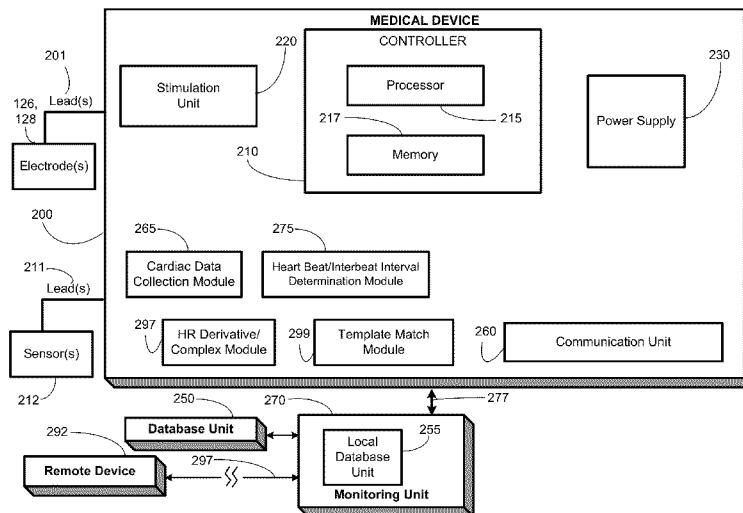 MEDICAL DEVICE
CONTROLLER
201
220
230
Lead(s)
Stimulation
Unit
Processor
126,
128
217
215
Power Supply
Electrode(s)
Memory
210
200
265
275
211
Cardiac Data
Collection Module
Heart Beat/Interbeat Interval
Determination Module
Lead(s)
297
HR Derivative/
Complex Module
299
Template Match
Module
260
Communication Unit
Sensor(s)
212
250
270
277
292
Database Unit
Local
Database
Unit
255
Remote Device
297
Monitoring Unit